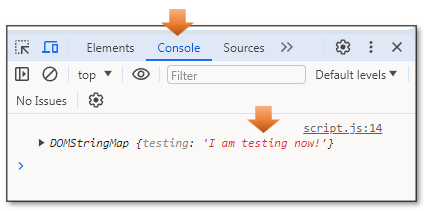 Elements Console Sources
top Filter Default levels
No Issues
script.js:14
DOMStringMap {testing: 'I am testing now!'}